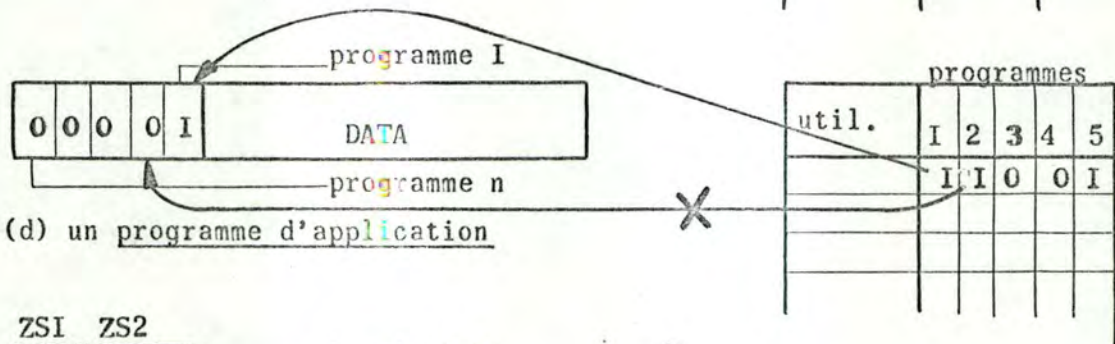 programme I
programmes
0 0 0 0 I DATA
util. I 2 3 4 5
programme n
I I 0 0 I
(d) un programme d'application
ZSI ZS2